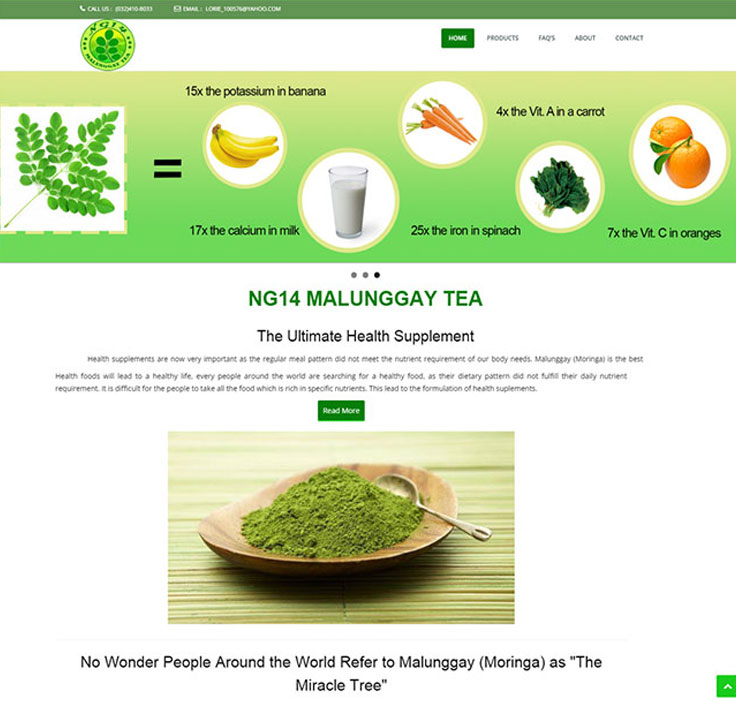 CALL US : (032)410-8033 EMAIL : LORIE_100576@YAHOO.COM
NG14
MALUNGGAY TEA
HOME PRODUCTS FAQ'S ABOUT CONTACT
15x the potassium in banana
4x the Vit. A in a carrot
17x the calcium in milk
25x the iron in spinach
7x the Vit. C in oranges
NG14 MALUNGGAY TEA
The Ultimate Health Supplement
Health supplements are now very important as the regular meal pattern did not meet the nutrient requirement of our body needs. Malunggay (Moringa) is the best
Health foods will lead to a healthy life, every people around the world are searching for a healthy food, as their dietary pattern did not fulfill their daily nutrient
requirement. It is difficult for the people to take all the food which is rich in specific nutrients. This lead to the formulation of health suplements.
Read More
No Wonder People Around the World Refer to Malunggay (Moringa) as "The
Miracle Tree"